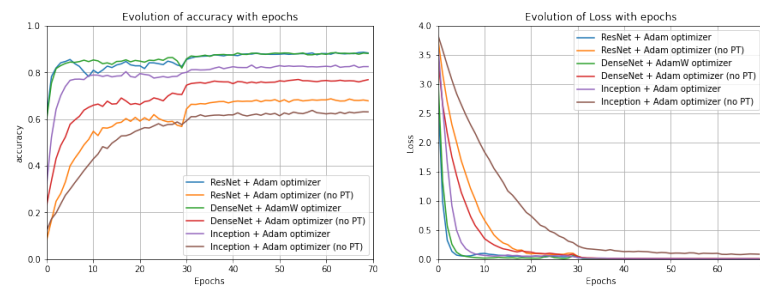 Evolution of accuracy with epochs
1.0
0.8
0.6
0.4
0.2
0.0
accuracy
0
10
20
30
40
50
60
70
Epochs
ResNet + Adam optimizer
ResNet + Adam optimizer (no PT)
DenseNet + AdamW optimizer
DenseNet + Adam optimizer (no PT)
Inception + Adam optimizer
Inception + Adam optimizer (no PT)
Evolution of Loss with epochs
4.0
3.5
3.0
2.5
2.0
1.5
1.0
0.5
0.0
Loss
0
10
20
30
40
50
60
Epochs
ResNet + Adam optimizer
ResNet + Adam optimizer (no PT)
DenseNet + AdamW optimizer
DenseNet + Adam optimizer (no PT)
Inception + Adam optimizer
Inception + Adam optimizer (no PT)